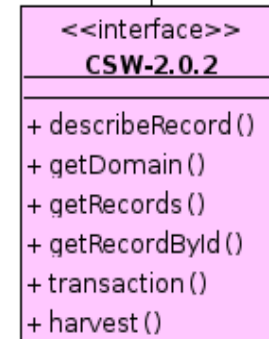 <<interface>>
CSW-2.0.2
+ describeRecord()
+ getDomain()
+ getRecords()
+ getRecordById()
+ transaction()
+ harvest()